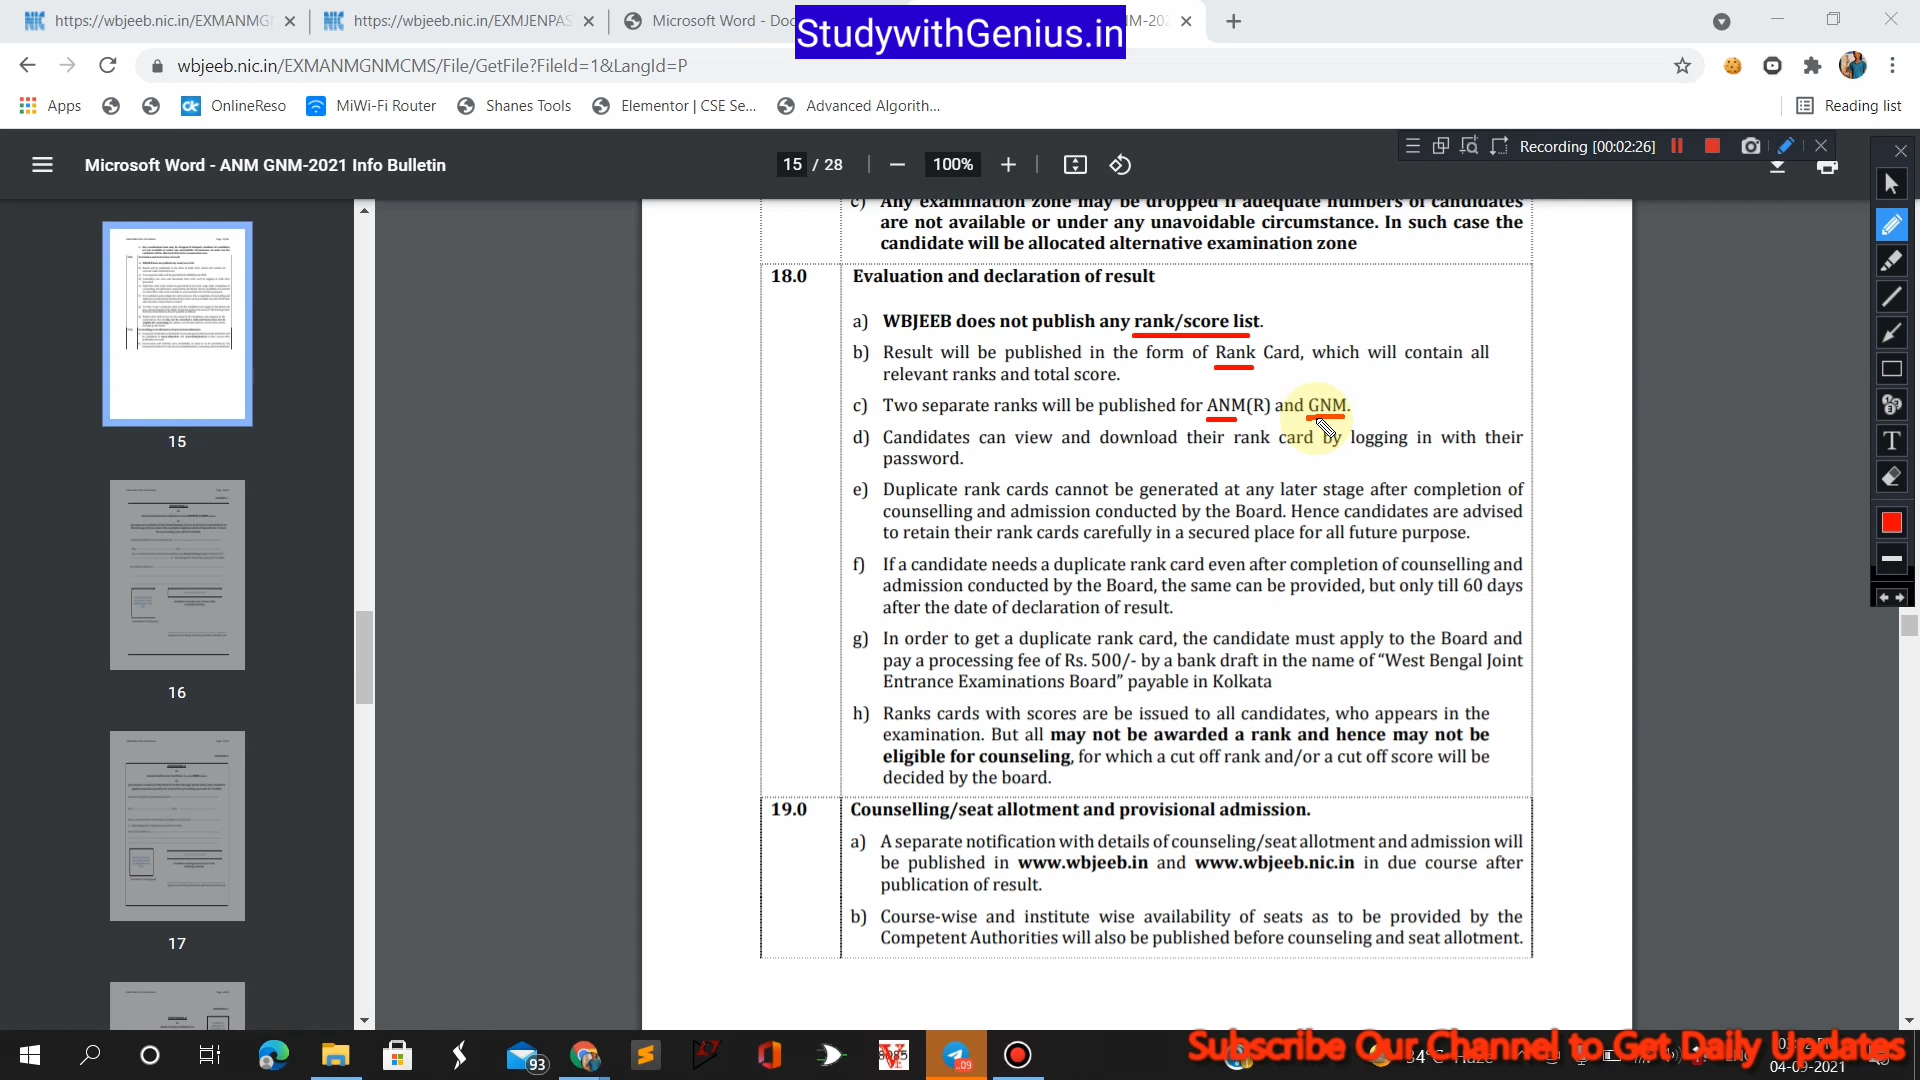 https://wbjeeb.nic.in/EXMANMG
https://wbjeeb.nic.in/EXMJENPAS
Microsoft Word - Doc
StudywithGenius.in
wbjeeb.nic.in/EXMANMGNMCMS/File/GetFile?FileId=1&LangId=P
Apps
OnlineReso
MiWi-Fi Router
Shanes Tools
Elementor | CSE Se...
Advanced Algorith...
Reading list
Microsoft Word - ANM GNM-2021 Info Bulletin
15 / 28
100%
Recording [00:02:26]
c) Any examination zone may be dropped if adequate numbers of candidates
are not available or under any unavoidable circumstance. In such case the
candidate will be allocated alternative examination zone
18.0 Evaluation and declaration of result
a) WBJEEB does not publish any rank/score list.
b) Result will be published in the form of Rank Card, which will contain all
relevant ranks and total score.
c) Two separate ranks will be published for ANM(R) and GNM.
d) Candidates can view and download their rank card by logging in with their
password.
e) Duplicate rank cards cannot be generated at any later stage after completion of
counselling and admission conducted by the Board. Hence candidates are advised
to retain their rank cards carefully in a secured place for all future purpose.
f) If a candidate needs a duplicate rank card even after completion of counselling and
admission conducted by the Board, the same can be provided, but only till 60 days
after the date of declaration of result.
g) In order to get a duplicate rank card, the candidate must apply to the Board and
pay a processing fee of Rs. 500/- by a bank draft in the name of “West Bengal Joint
Entrance Examinations Board” payable in Kolkata
h) Ranks cards with scores are be issued to all candidates, who appears in the
examination. But all may not be awarded a rank and hence may not be
eligible for counseling, for which a cut off rank and/or a cut off score will be
decided by the board.
19.0 Counselling/seat allotment and provisional admission.
a) A separate notification with details of counseling/seat allotment and admission will
be published in www.wbjeeb.in and www.wbjeeb.nic.in in due course after
publication of result.
b) Course-wise and institute wise availability of seats as to be provided by the
Competent Authorities will also be published before counseling and seat allotment.
15
16
17
93
Subscribe Our Channel to Get Daily Updates
04-09-2021